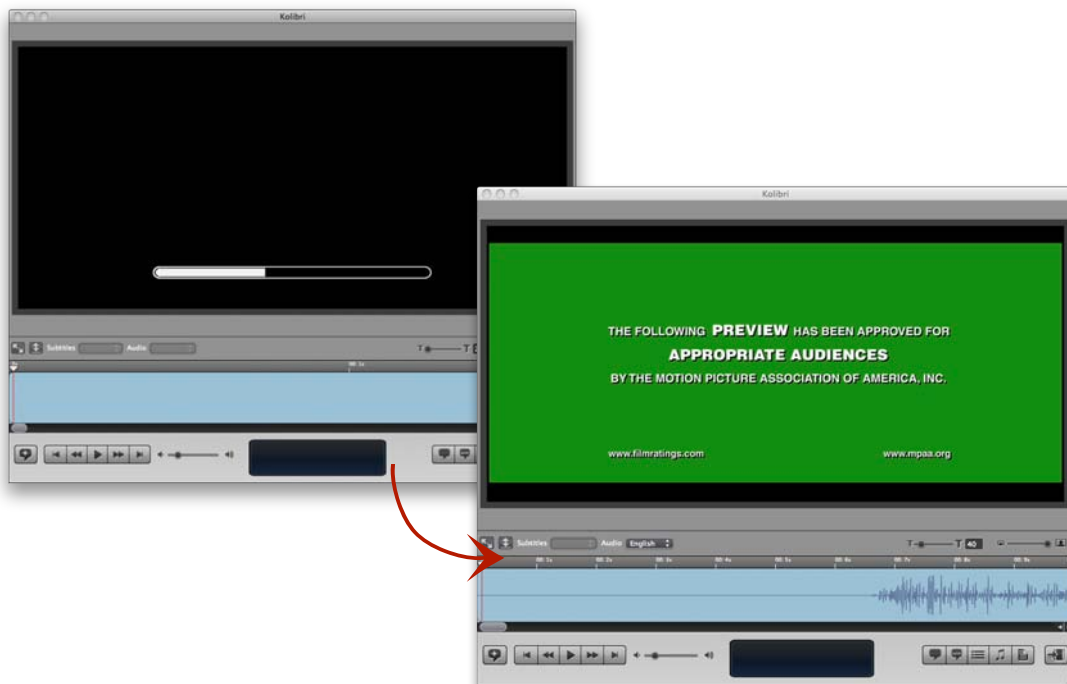 Kolibri
Subtitles
Audio
T T
Kolibri
THE FOLLOWING PREVIEW HAS BEEN APPROVED FOR
APPROPRIATE AUDIENCES
BY THE MOTION PICTURE ASSOCIATION OF AMERICA, INC.
www.filmratings.com www.mpaa.org
Subtitles
Audio English
T T 40